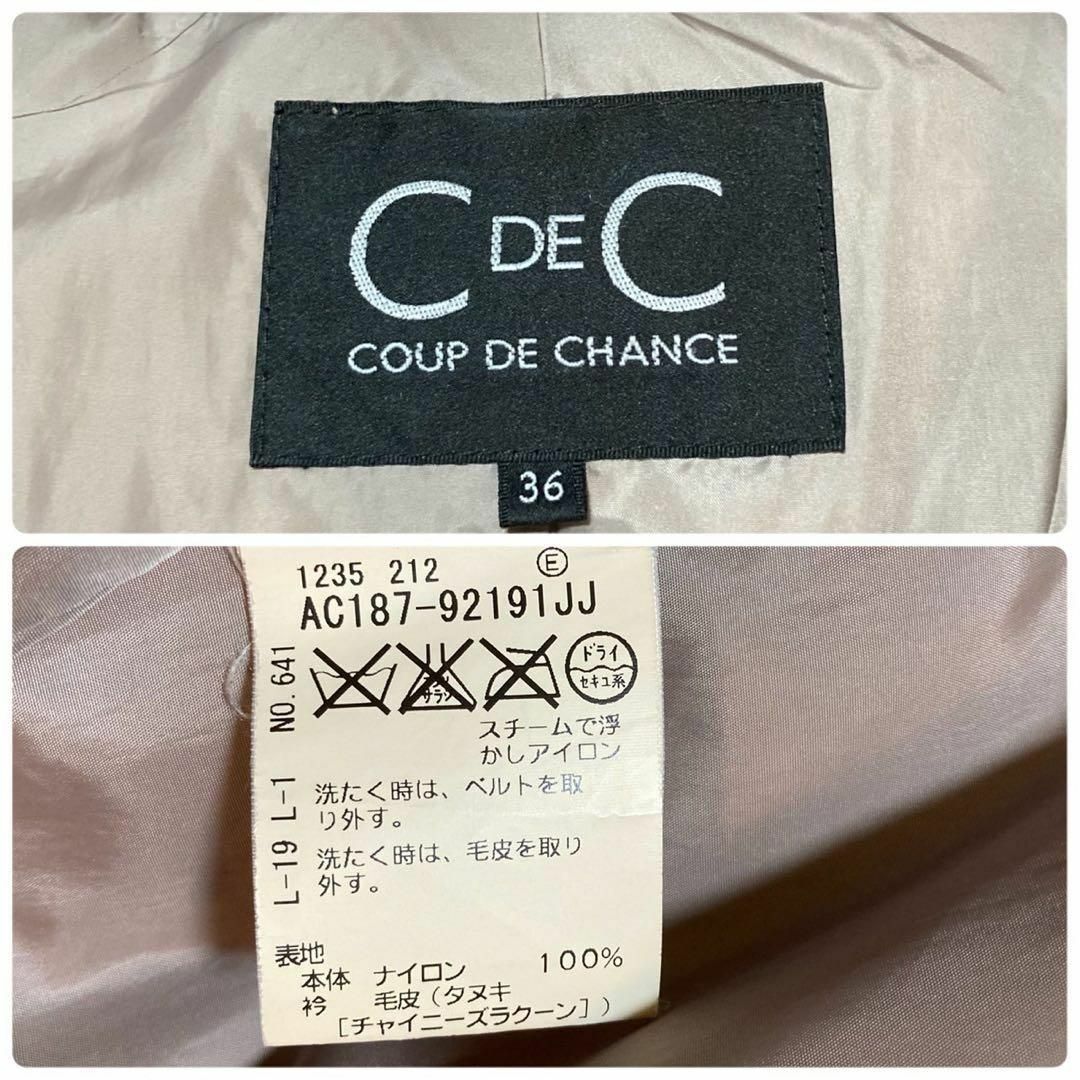 C DE C
COUP DE CHANCE
36
1235 212 E
AC187-92191JJ
NO.641
ドライ
セキユ系
スチームで浮
かしアイロン
L-19 L-1
洗たく時は、ベルトを取
り外す。
洗たく時は、毛皮を取り
外す。
表地
本体 ナイロン 100%
衿 毛皮(タヌキ
[チャイニーズラクーン])